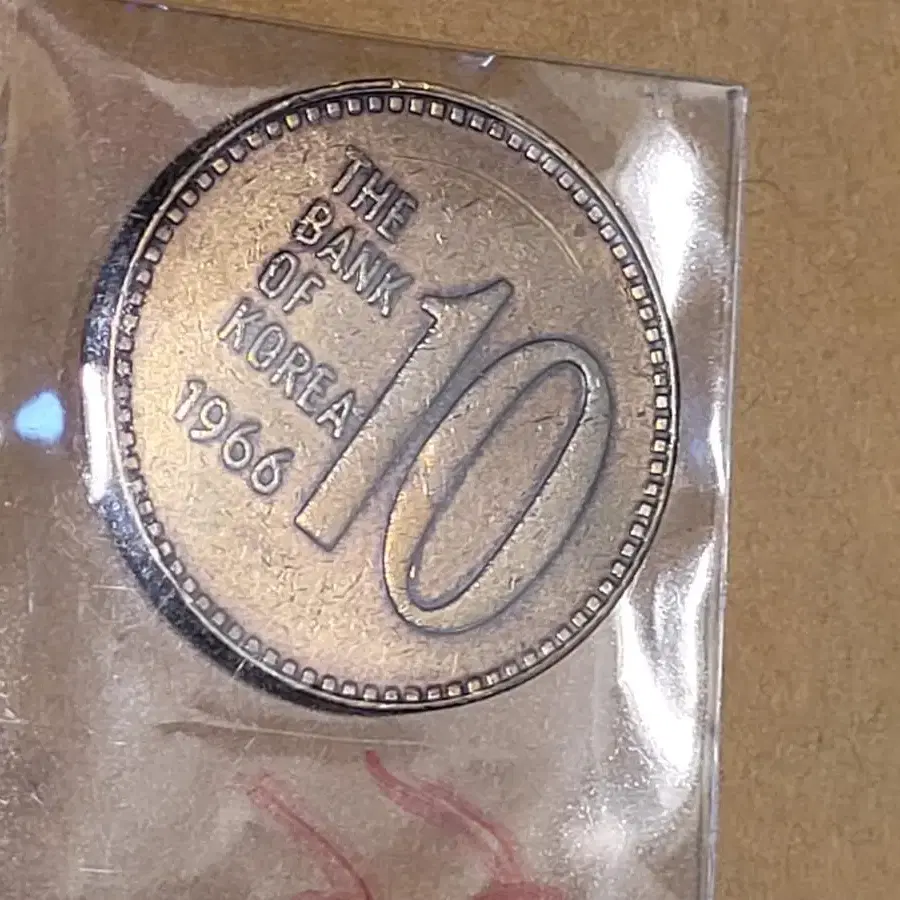 THE
BANK
OF
KOREA
1966
10